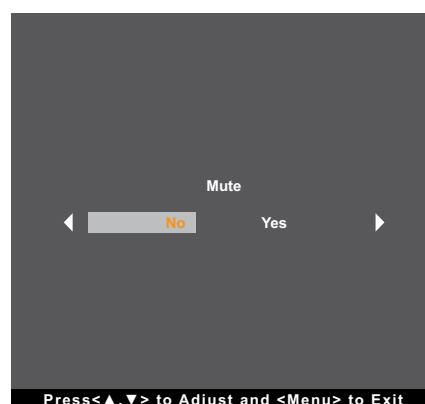 Mute
No Yes
Press<▲,▼> to Adjust and <Menu> to Exit